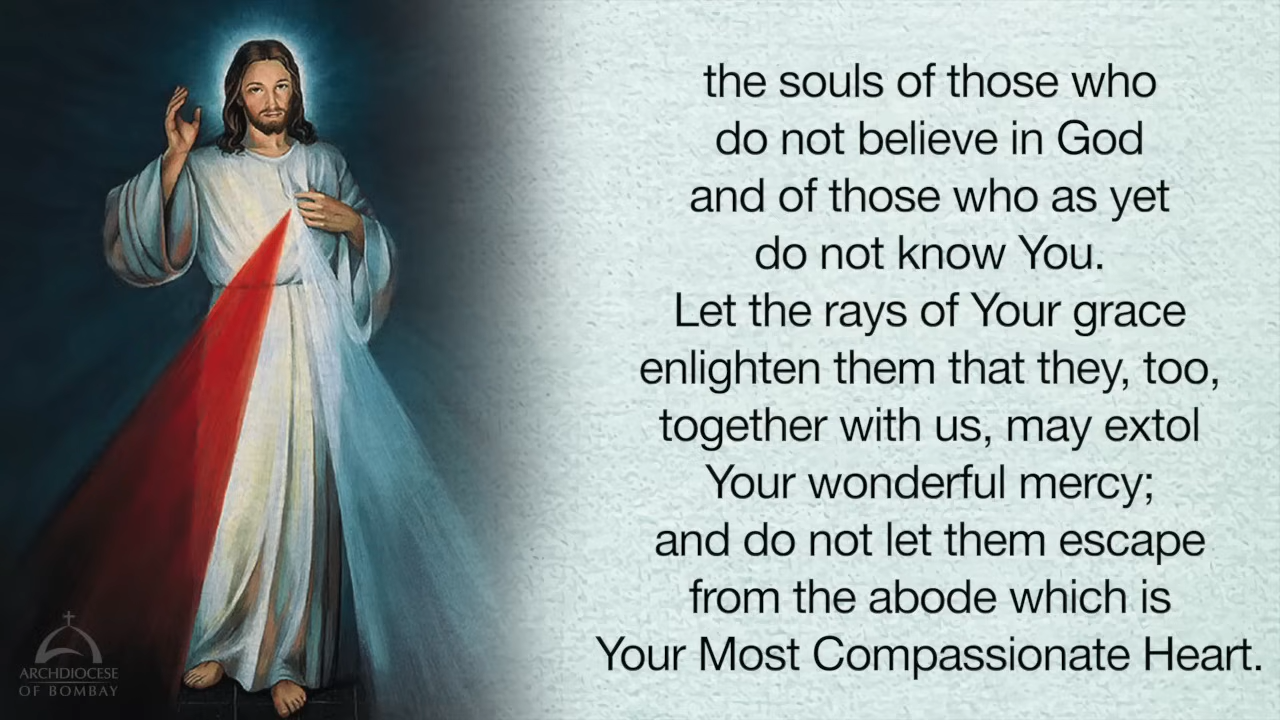 the souls of those who
do not believe in God
and of those who as yet
do not know You.
Let the rays of Your grace
enlighten them that they, too,
together with us, may extol
Your wonderful mercy;
and do not let them escape
from the abode which is
Your Most Compassionate Heart.
ARCHDIOCESE
OF BOMBAY